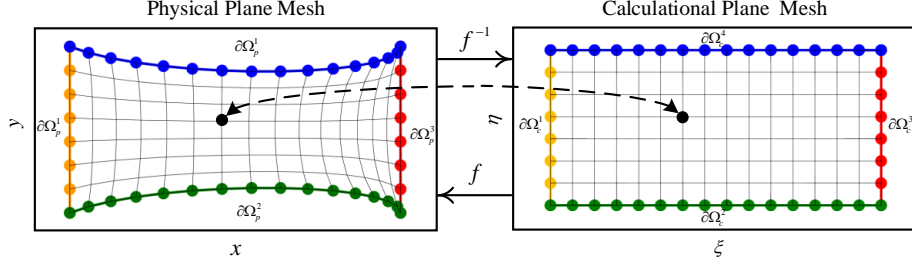 Physical Plane Mesh
Calculational Plane Mesh
∂Ω_p^1
f^{-1}
∂Ω_c^4
y
∂Ω_p^1
∂Ω_p^3
η
∂Ω_c^1
∂Ω_c^3
f
∂Ω_p^2
∂Ω_c^2
x
ξ